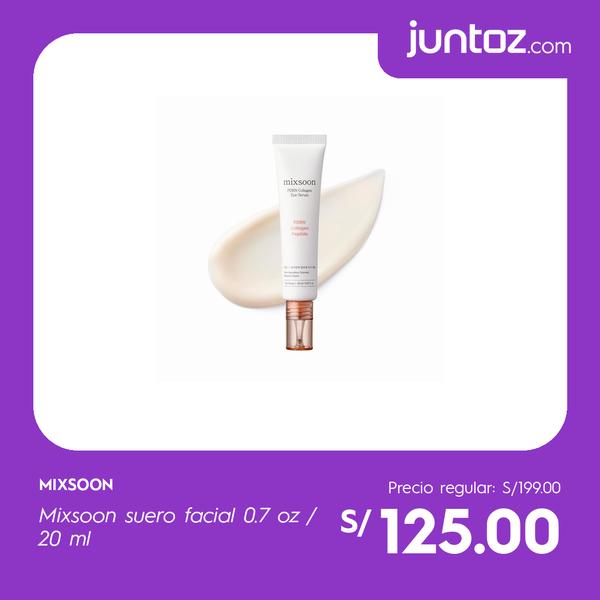 juntoz.com
mixsoon
PDRN Collagen
Eye Serum
PDRN
Collagen
Peptide
MIXSOON
Mixsoon suero facial 0.7 oz /
20 ml
Precio regular: S/199.00
S/125.00